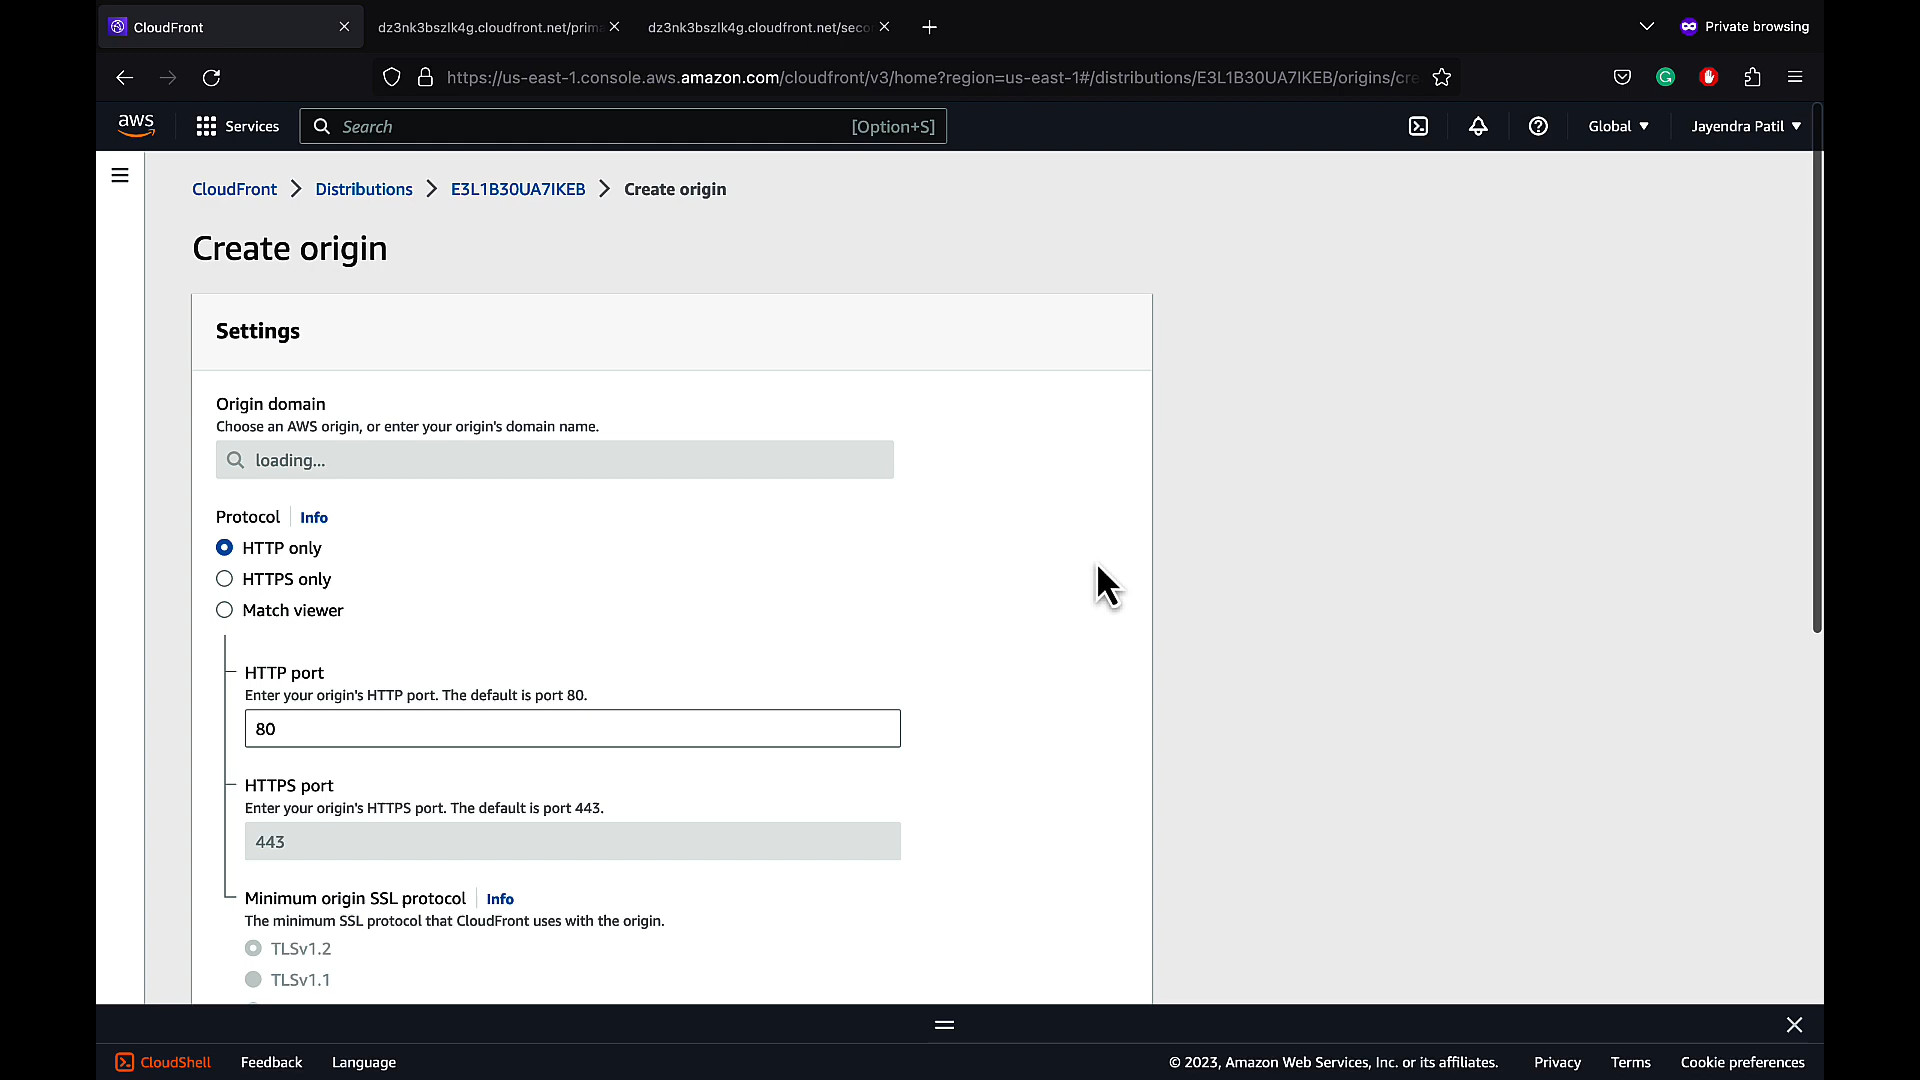 CloudFront
dz3nk3bszlk4g.cloudfront.net/prim
dz3nk3bszlk4g.cloudfront.net/seco
Private browsing
https://us-east-1.console.aws.amazon.com/cloudfront/v3/home?region=us-east-1#/distributions/E3L1B30UA7IKEB/origins/cre
aws
Services
Search
[Option+S]
Global
Jayendra Patil
CloudFront > Distributions > E3L1B30UA7IKEB > Create origin
Create origin
Settings
Origin domain
Choose an AWS origin, or enter your origin's domain name.
loading...
Protocol Info
HTTP only
HTTPS only
Match viewer
HTTP port
Enter your origin's HTTP port. The default is port 80.
80
HTTPS port
Enter your origin's HTTPS port. The default is port 443.
443
Minimum origin SSL protocol Info
The minimum SSL protocol that CloudFront uses with the origin.
TLSv1.2
TLSv1.1
CloudShell
Feedback
Language
© 2023, Amazon Web Services, Inc. or its affiliates.
Privacy
Terms
Cookie preferences